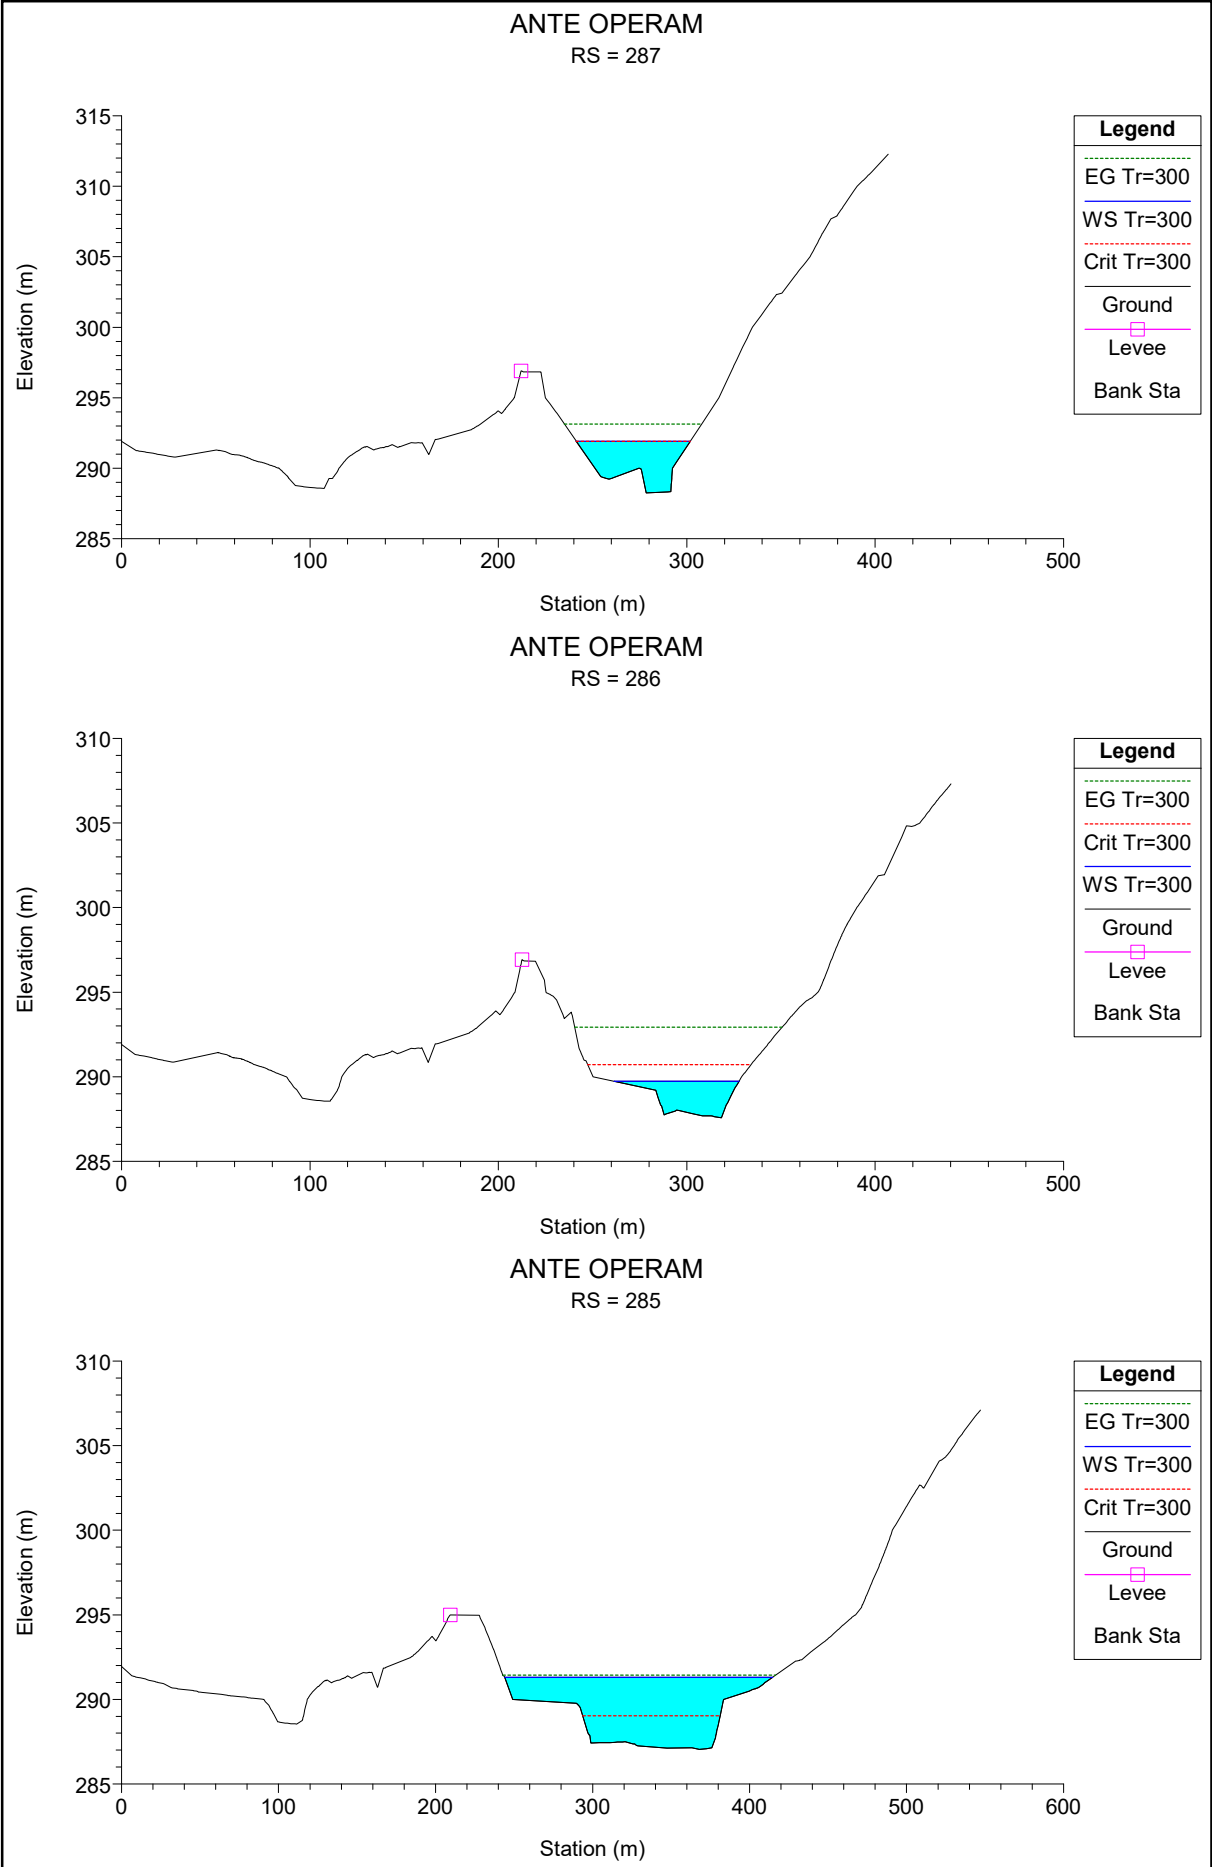 ANTE OPERAM
RS = 287
315
310
305
300
295
290
285
0 100 200 300 400 500
Elevation (m)
Station (m)
Legend
EG Tr=300
WS Tr=300
Crit Tr=300
Ground
Levee
Bank Sta
ANTE OPERAM
RS = 286
310
305
300
295
290
285
0 100 200 300 400 500
Elevation (m)
Station (m)
Legend
EG Tr=300
Crit Tr=300
WS Tr=300
Ground
Levee
Bank Sta
ANTE OPERAM
RS = 285
310
305
300
295
290
285
0 100 200 300 400 500 600
Elevation (m)
Station (m)
Legend
EG Tr=300
WS Tr=300
Crit Tr=300
Ground
Levee
Bank Sta